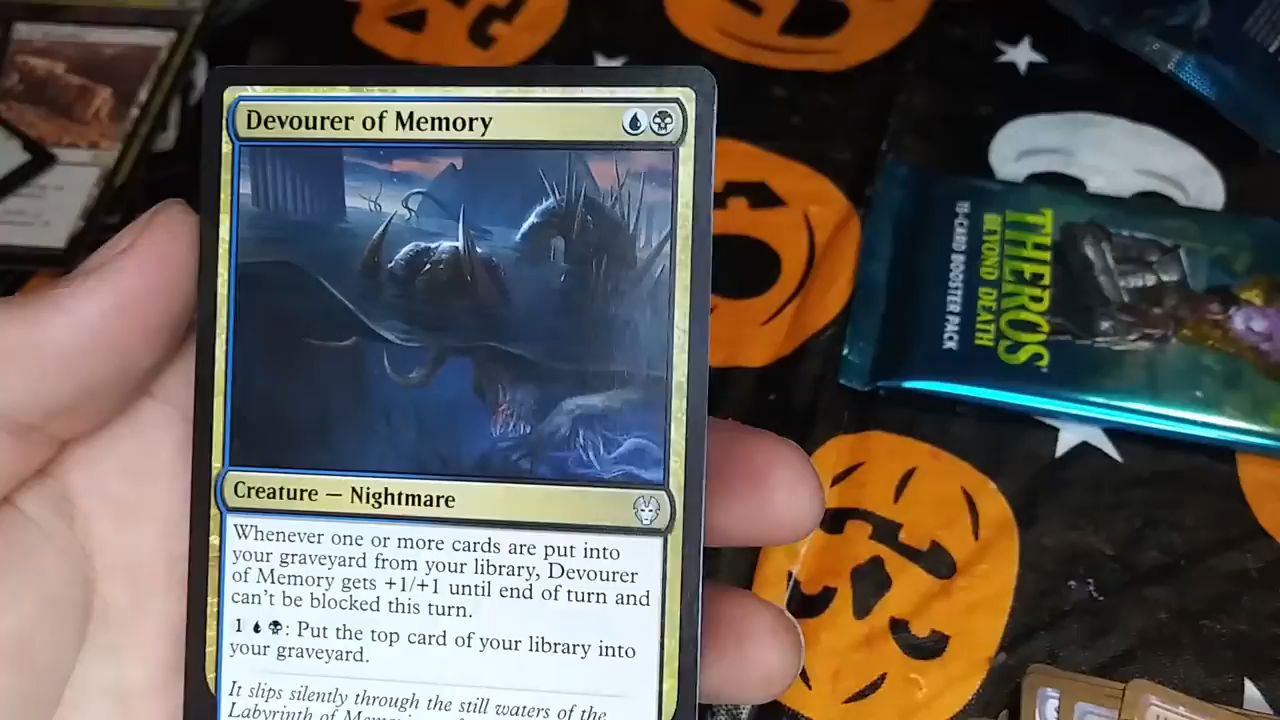 Devourer of Memory
Creature — Nightmare
Whenever one or more cards are put into
your graveyard from your library, Devourer
of Memory gets +1/+1 until end of turn and
can't be blocked this turn.
1 : Put the top card of your library into
your graveyard.
It slips silently through the still waters of the
Labyrinth of
THEROS
BEYOND DEATH
15-CARD BOOSTER PACK